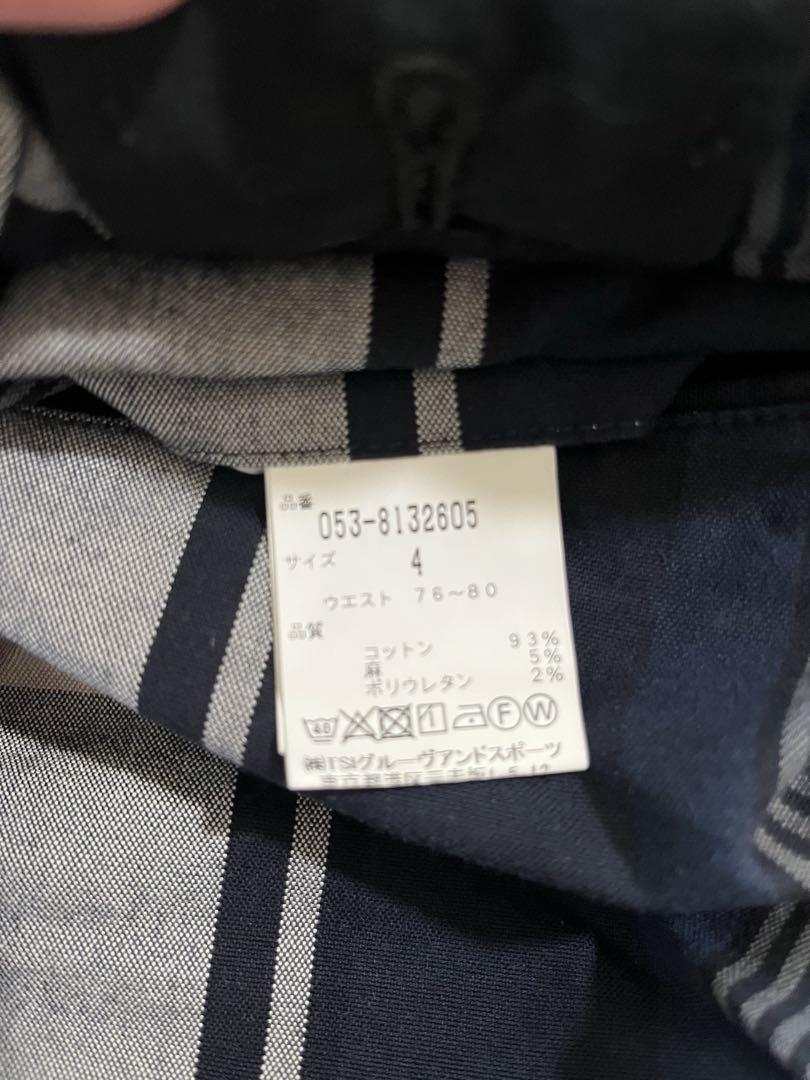 品番
053-8132605
サイズ 4
ウエスト 76〜80
品質
コットン 93%
麻 5%
ポリウレタン 2%
40 1 F W
㈱TSIグルーヴアンドスポーツ